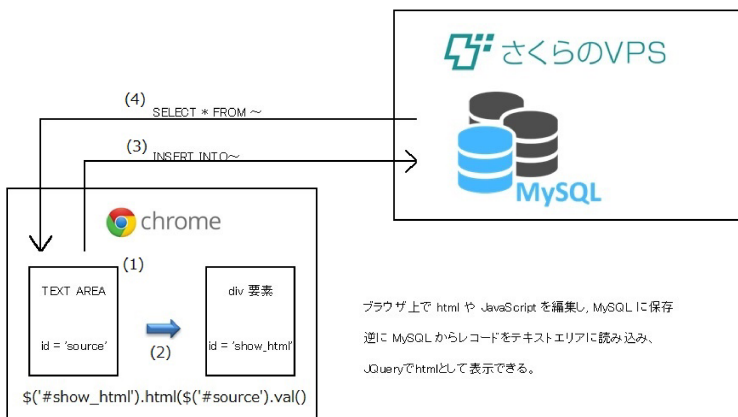 さくらのVPS
(4)
SELECT * FROM ～
(3)
INSERT INTO～
MySQL
chrome
(1)
TEXT AREA
div 要素
id = 'source'
(2)
id = 'show_html'
$('#show_html').html($('#source').val()
ブラウザ上で html や JavaScript を編集し, MySQL に保存
逆に MySQL からレコードをテキストエリアに読み込み、
JQueryでhtmlとして表示できる。